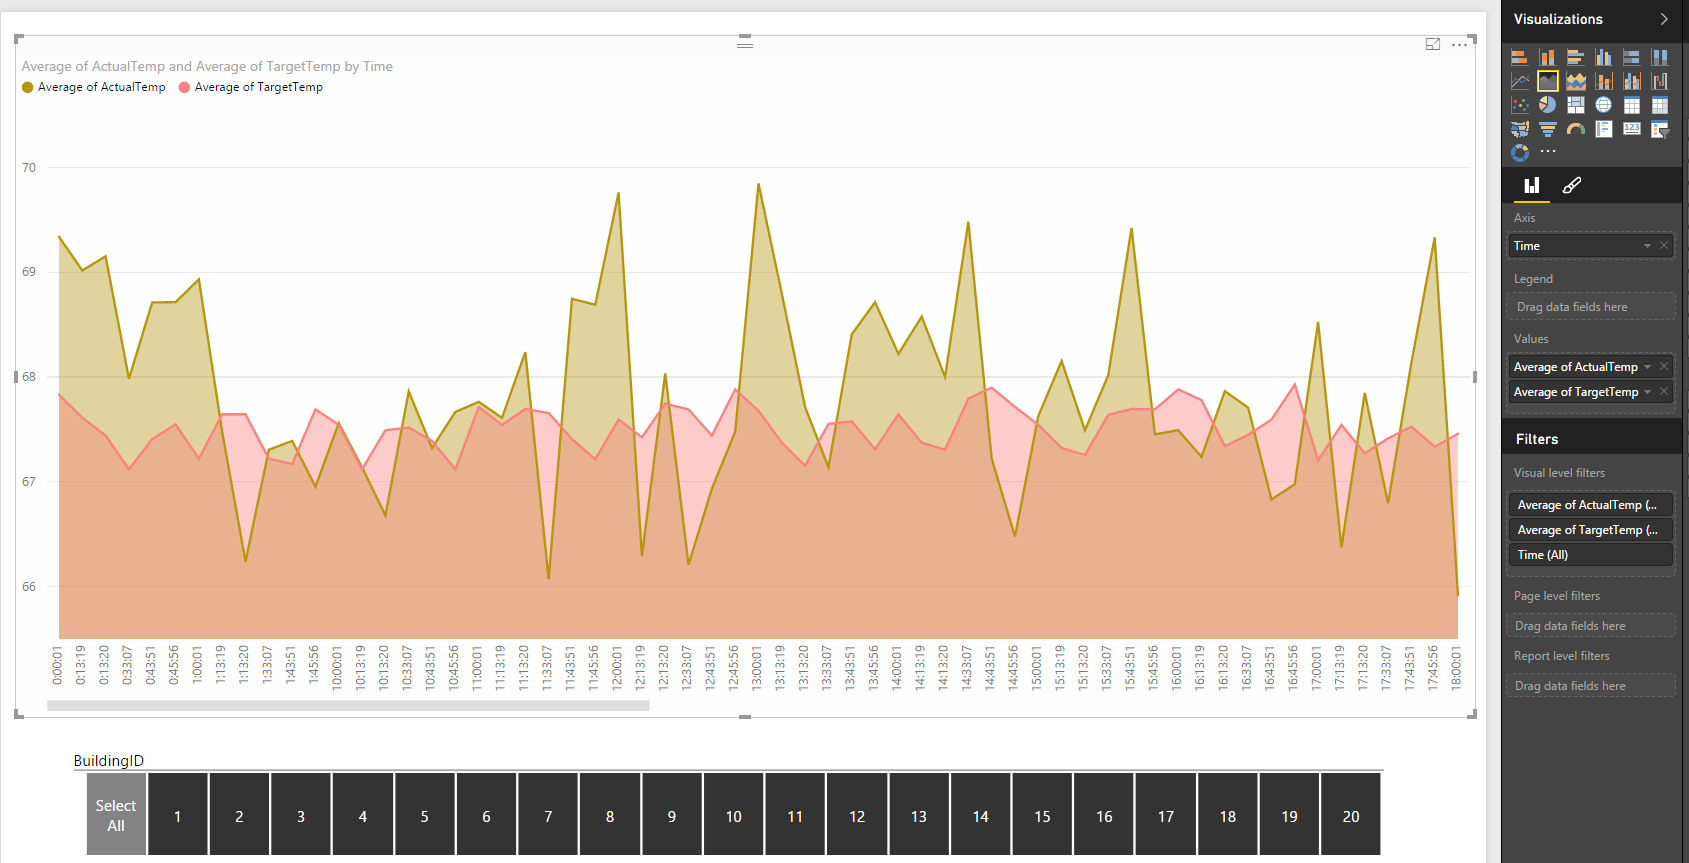 Average of ActualTemp and Average of TargetTemp by Time
Average of ActualTemp Average of TargetTemp
70
69
68
67
66
0:00:01 0:13:19 0:13:20 0:33:07 0:43:51 0:45:56 1:00:01 1:13:19 1:13:20 1:33:07 1:43:51 1:45:56 10:00:01 10:13:19 10:13:20 10:33:07 10:43:51 10:45:56 11:00:01 11:13:19 11:13:20 11:33:07 11:43:51 11:45:56 12:00:01 12:13:19 12:13:20 12:33:07 12:43:51 12:45:56 13:00:01 13:13:19 13:13:20 13:33:07 13:43:51 13:45:56 14:00:01 14:13:19 14:13:20 14:33:07 14:43:51 14:45:56 15:00:01 15:13:19 15:13:20 15:33:07 15:43:51 15:45:56 16:00:01 16:13:19 16:13:20 16:33:07 16:43:51 16:45:56 17:00:01 17:13:19 17:13:20 17:33:07 17:43:51 17:45:56 18:00:01
BuildingID
Select All 1 2 3 4 5 6 7 8 9 10 11 12 13 14 15 16 17 18 19 20
Visualizations
123
Axis
Time
Legend
Drag data fields here
Values
Average of ActualTemp
Average of TargetTemp
Filters
Visual level filters
Average of ActualTemp (...
Average of TargetTemp (...
Time (All)
Page level filters
Drag data fields here
Report level filters
Drag data fields here